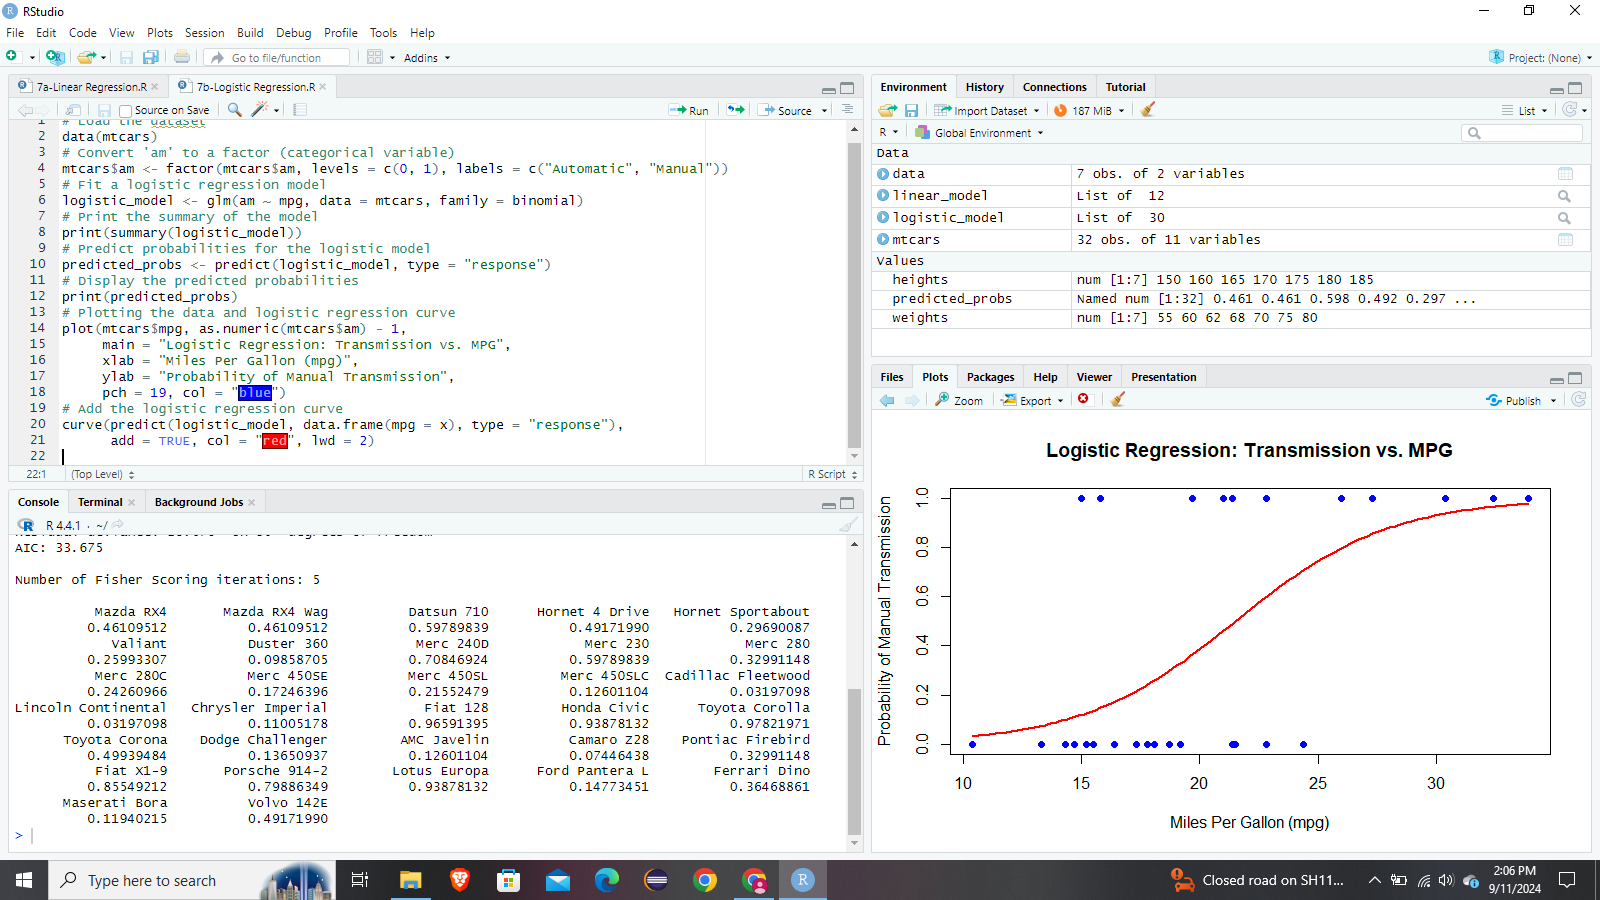 RStudio
File Edit Code View Plots Session Build Debug Profile Tools Help
Go to file/function Addins Project: (None)
7a-Linear Regression.R 7b-Logistic Regression.R
Source on Save Run Source
1 # Load the dataset
2 data(mtcars)
3 # Convert 'am' to a factor (categorical variable)
4 mtcars$am <- factor(mtcars$am, levels = c(0, 1), labels = c("Automatic", "Manual"))
5 # Fit a logistic regression model
6 logistic_model <- glm(am ~ mpg, data = mtcars, family = binomial)
7 # Print the summary of the model
8 print(summary(logistic_model))
9 # Predict probabilities for the logistic model
10 predicted_probs <- predict(logistic_model, type = "response")
11 # Display the predicted probabilities
12 print(predicted_probs)
13 # Plotting the data and logistic regression curve
14 plot(mtcars$mpg, as.numeric(mtcars$am) - 1,
15 main = "Logistic Regression: Transmission vs. MPG",
16 xlab = "Miles Per Gallon (mpg)",
17 ylab = "Probability of Manual Transmission",
18 pch = 19, col = "blue")
19 # Add the logistic regression curve
20 curve(predict(logistic_model, data.frame(mpg = x), type = "response"),
21 add = TRUE, col = "red", lwd = 2)
22
22:1 (Top Level) R Script
Console Terminal Background Jobs
R 4.4.1 · ~/
AIC: 33.675
Number of Fisher Scoring iterations: 5
Mazda RX4 Mazda RX4 Wag Datsun 710 Hornet 4 Drive Hornet Sportabout
0.46109512 0.46109512 0.59789839 0.49171990 0.29690087
Valiant Duster 360 Merc 240D Merc 230 Merc 280
0.25993307 0.09858705 0.70846924 0.59789839 0.32991148
Merc 280C Merc 450SE Merc 450SL Merc 450SLC Cadillac Fleetwood
0.24260966 0.17246396 0.21552479 0.12601104 0.03197098
Lincoln Continental Chrysler Imperial Fiat 128 Honda Civic Toyota Corolla
0.03197098 0.11005178 0.96591395 0.93878132 0.97821971
Toyota Corona Dodge Challenger AMC Javelin Camaro Z28 Pontiac Firebird
0.49939484 0.13650937 0.12601104 0.07446438 0.32991148
Fiat X1-9 Porsche 914-2 Lotus Europa Ford Pantera L Ferrari Dino
0.85549212 0.79886349 0.93878132 0.14773451 0.36468861
Maserati Bora Volvo 142E
0.11940215 0.49171990
>
Environment History Connections Tutorial
Import Dataset 187 MiB List
R Global Environment
Data
data 7 obs. of 2 variables
linear_model List of 12
logistic_model List of 30
mtcars 32 obs. of 11 variables
Values
heights num [1:7] 150 160 165 170 175 180 185
predicted_probs Named num [1:32] 0.461 0.461 0.598 0.492 0.297 ...
weights num [1:7] 55 60 62 68 70 75 80
Files Plots Packages Help Viewer Presentation
Zoom Export Publish
Logistic Regression: Transmission vs. MPG
Probability of Manual Transmission
1.0
0.8
0.6
0.4
0.2
0.0
10 15 20 25 30
Miles Per Gallon (mpg)
Type here to search
Closed road on SH11...
2:06 PM
9/11/2024